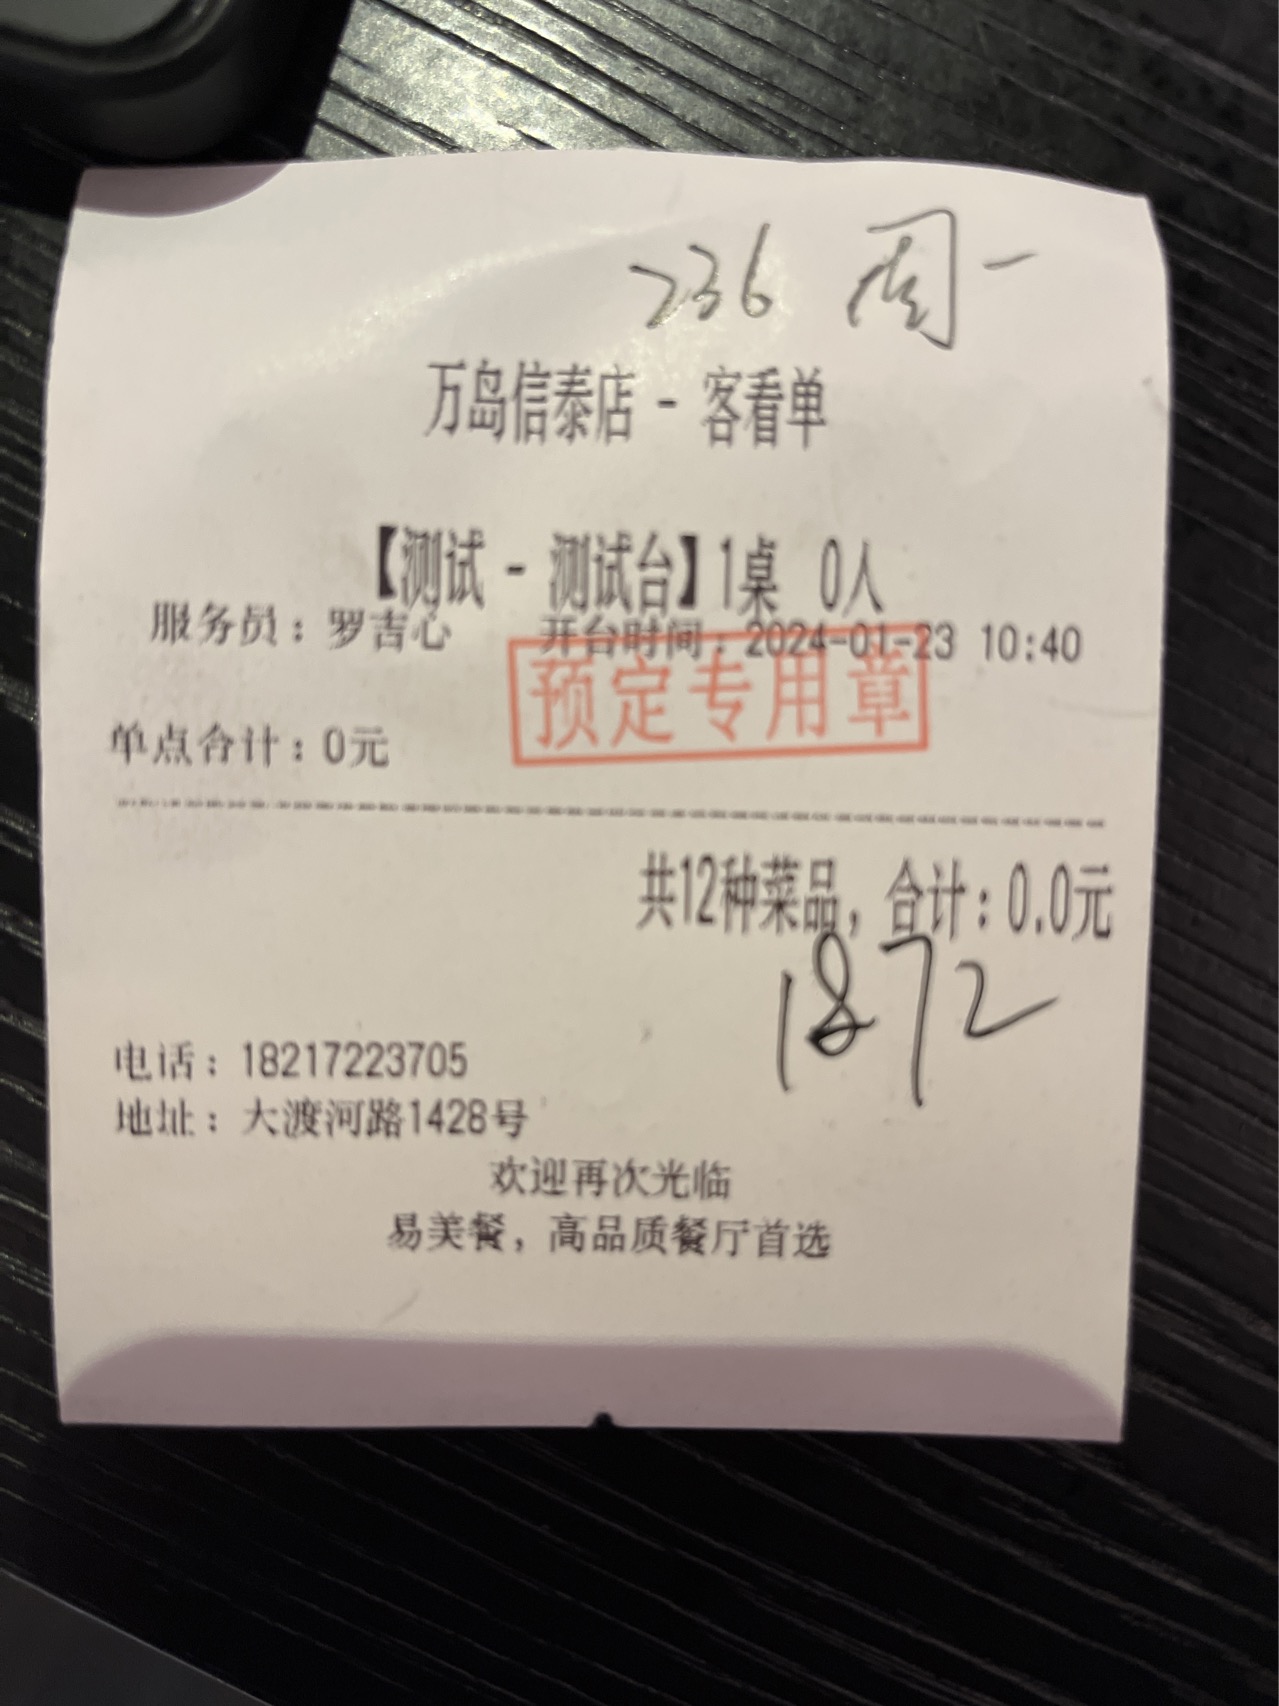 236 周一
万岛信泰店 - 客看单
【测试 - 测试台】1桌 0人
服务员：罗吉心 开台时间：2024-01-23 10:40
预定专用章
单点合计：0元
共12种菜品，合计：0.0元
1872
电话：18217223705
地址：大渡河路1428号
欢迎再次光临
易美餐，高品质餐厅首选